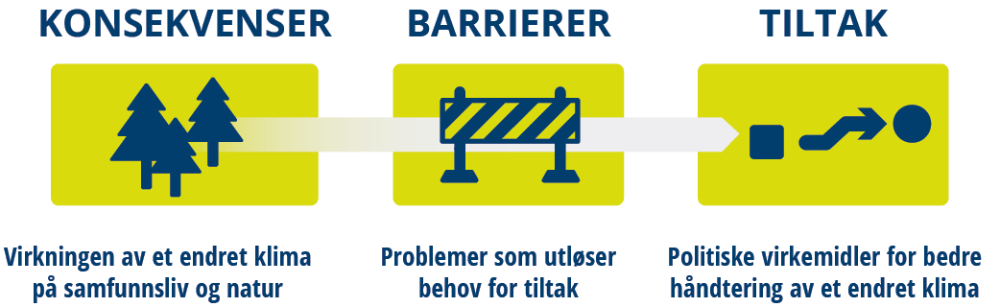 KONSEKVENSER
BARRIERER
TILTAK
Virkningen av et endret klima
på samfunnsliv og natur
Problemer som utløser
behov for tiltak
Politiske virkemidler for bedre
håndtering av et endret klima